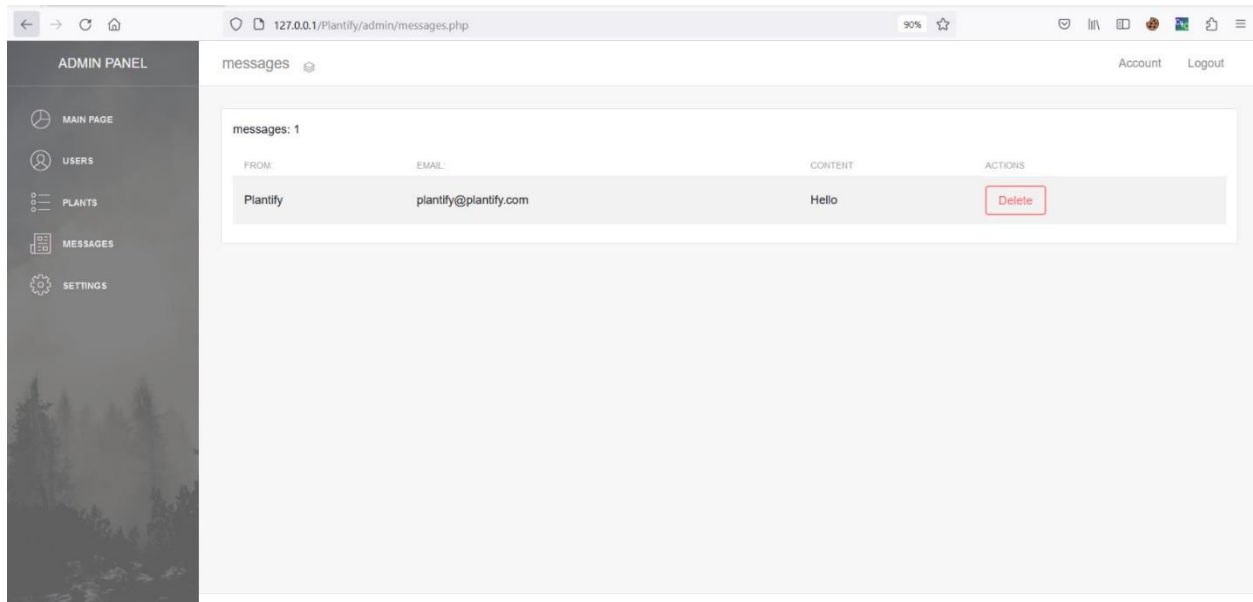 127.0.0.1/Plantify/admin/messages.php 90%
ADMIN PANEL
messages
Account Logout
MAIN PAGE
USERS
PLANTS
MESSAGES
SETTINGS
messages: 1
FROM: EMAIL: CONTENT ACTIONS
Plantify plantify@plantify.com Hello Delete